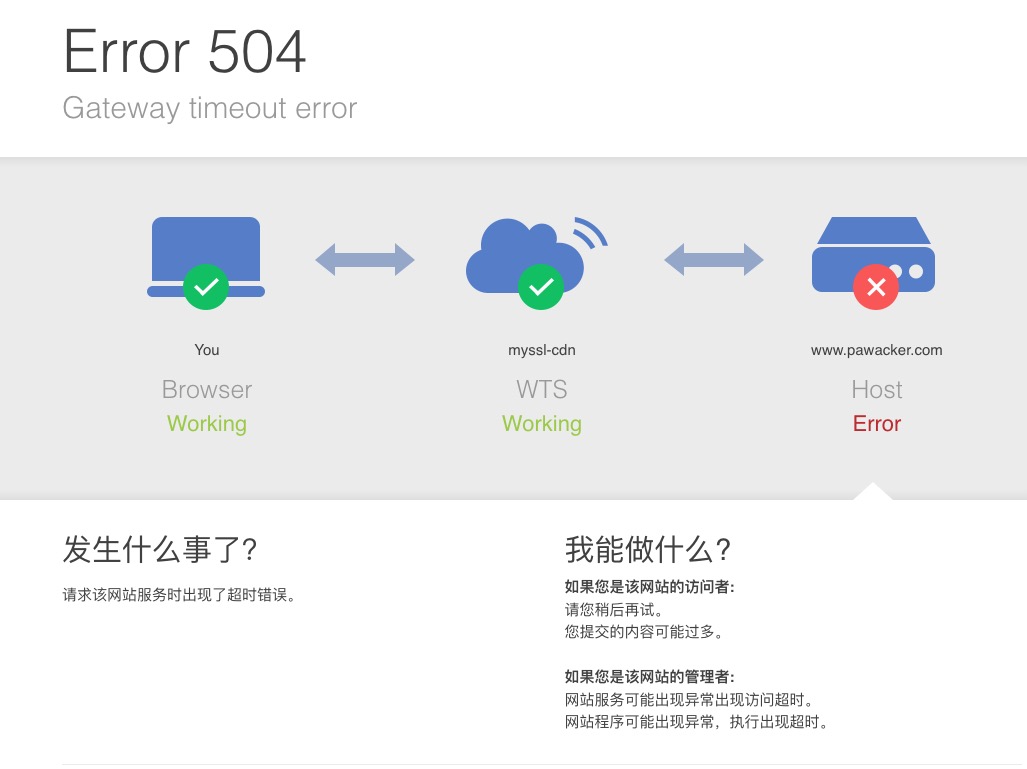 Error 504
Gateway timeout error
You
myssl-cdn
www.pawacker.com
Browser
WTS
Host
Working
Working
Error
发生什么事了?
请求该网站服务时出现了超时错误。
我能做什么?
如果您是该网站的访问者:
请您稍后再试。
您提交的内容可能过多。
如果您是该网站的管理者:
网站服务可能出现异常出现访问超时。
网站程序可能出现异常，执行出现超时。